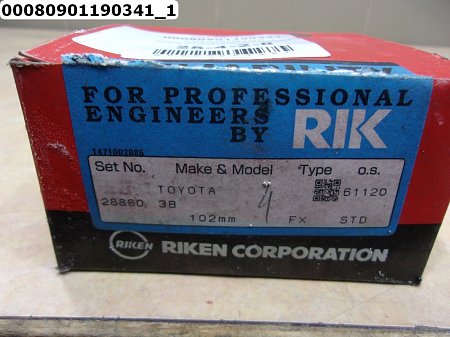 00080901190341_1
FOR PROFESSIONAL
ENGINEERS
BY RIK
1471002086
Set No. Make & Model Type o.s.
TOYOTA 61120
28880 3B
102mm FX STD
RIKEN RIKEN CORPORATION